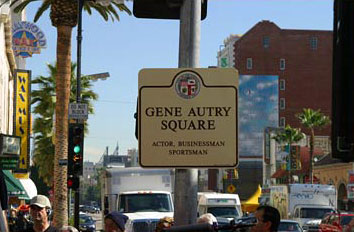 GENE AUTRY
SQUARE
ACTOR, BUSINESSMAN
SPORTSMAN